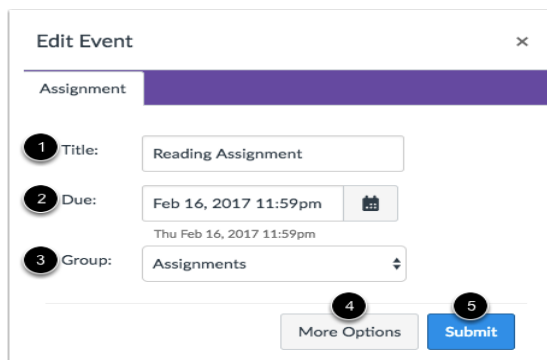 Edit Event ×
Assignment
1 Title: Reading Assignment
2 Due: Feb 16, 2017 11:59pm
Thu Feb 16, 2017 11:59pm
3 Group: Assignments
4 5
More Options Submit